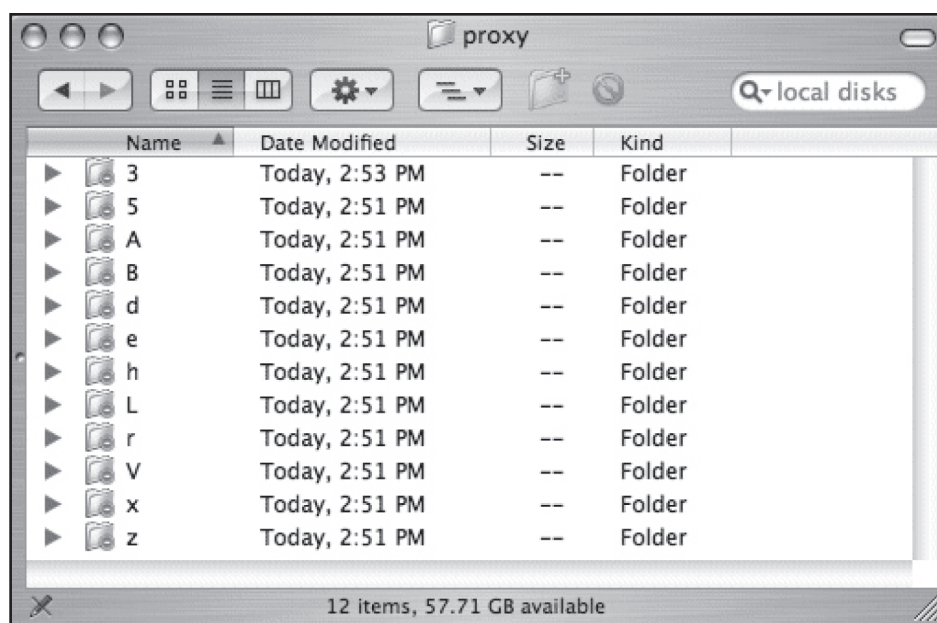 proxy
local disks
Name Date Modified Size Kind
3 Today, 2:53 PM -- Folder
5 Today, 2:51 PM -- Folder
A Today, 2:51 PM -- Folder
B Today, 2:51 PM -- Folder
d Today, 2:51 PM -- Folder
e Today, 2:51 PM -- Folder
h Today, 2:51 PM -- Folder
L Today, 2:51 PM -- Folder
r Today, 2:51 PM -- Folder
V Today, 2:51 PM -- Folder
x Today, 2:51 PM -- Folder
z Today, 2:51 PM -- Folder
12 items, 57.71 GB available